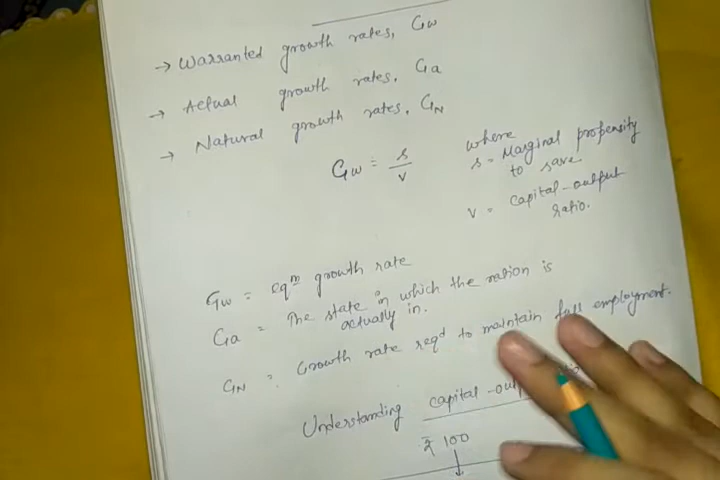 → Warranted growth rates, Gw
→ Actual growth rates. Ga
→ Natural growth rates. GN
Gw = s/v
where
s = Marginal propensity
to save
v = capital-output
ratio.
Gw = eqm growth rate
Ga = The state in which the nation is
actually in.
GN = Growth rate reqd to maintain full employment.
Understanding capital-out
₹ 100